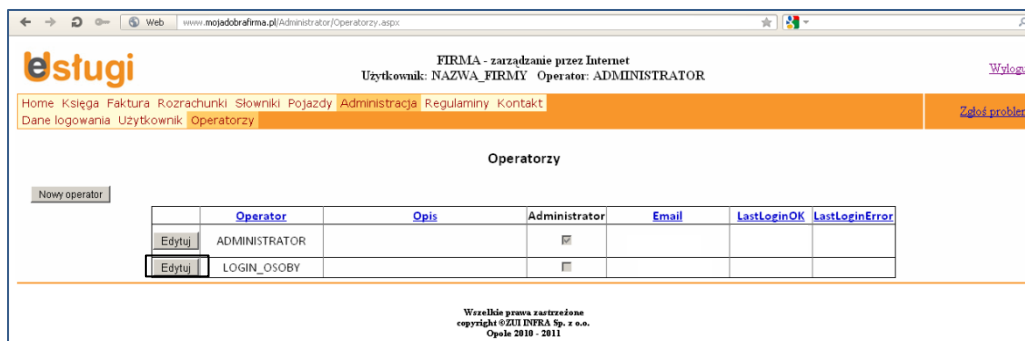 Web www.mojadobrafirma.pl/Administrator/Operatorzy.aspx
esługi
FIRMA - zarządzanie przez Internet
Użytkownik: NAZWA_FIRMY Operator: ADMINISTRATOR
Wylogu
Home Księga Faktura Rozrachunki Słowniki Pojazdy Administracja Regulaminy Kontakt
Dane logowania Użytkownik Operatorzy
Zgłoś problem
Operatorzy
Nowy operator
Operator Opis Administrator Email LastLoginOK LastLoginError
Edytuj ADMINISTRATOR
Edytuj LOGIN_OSOBY
Wszelkie prawa zastrzeżone
copyright ©ZUI INFRA Sp. z o.o.
Opole 2010 - 2011